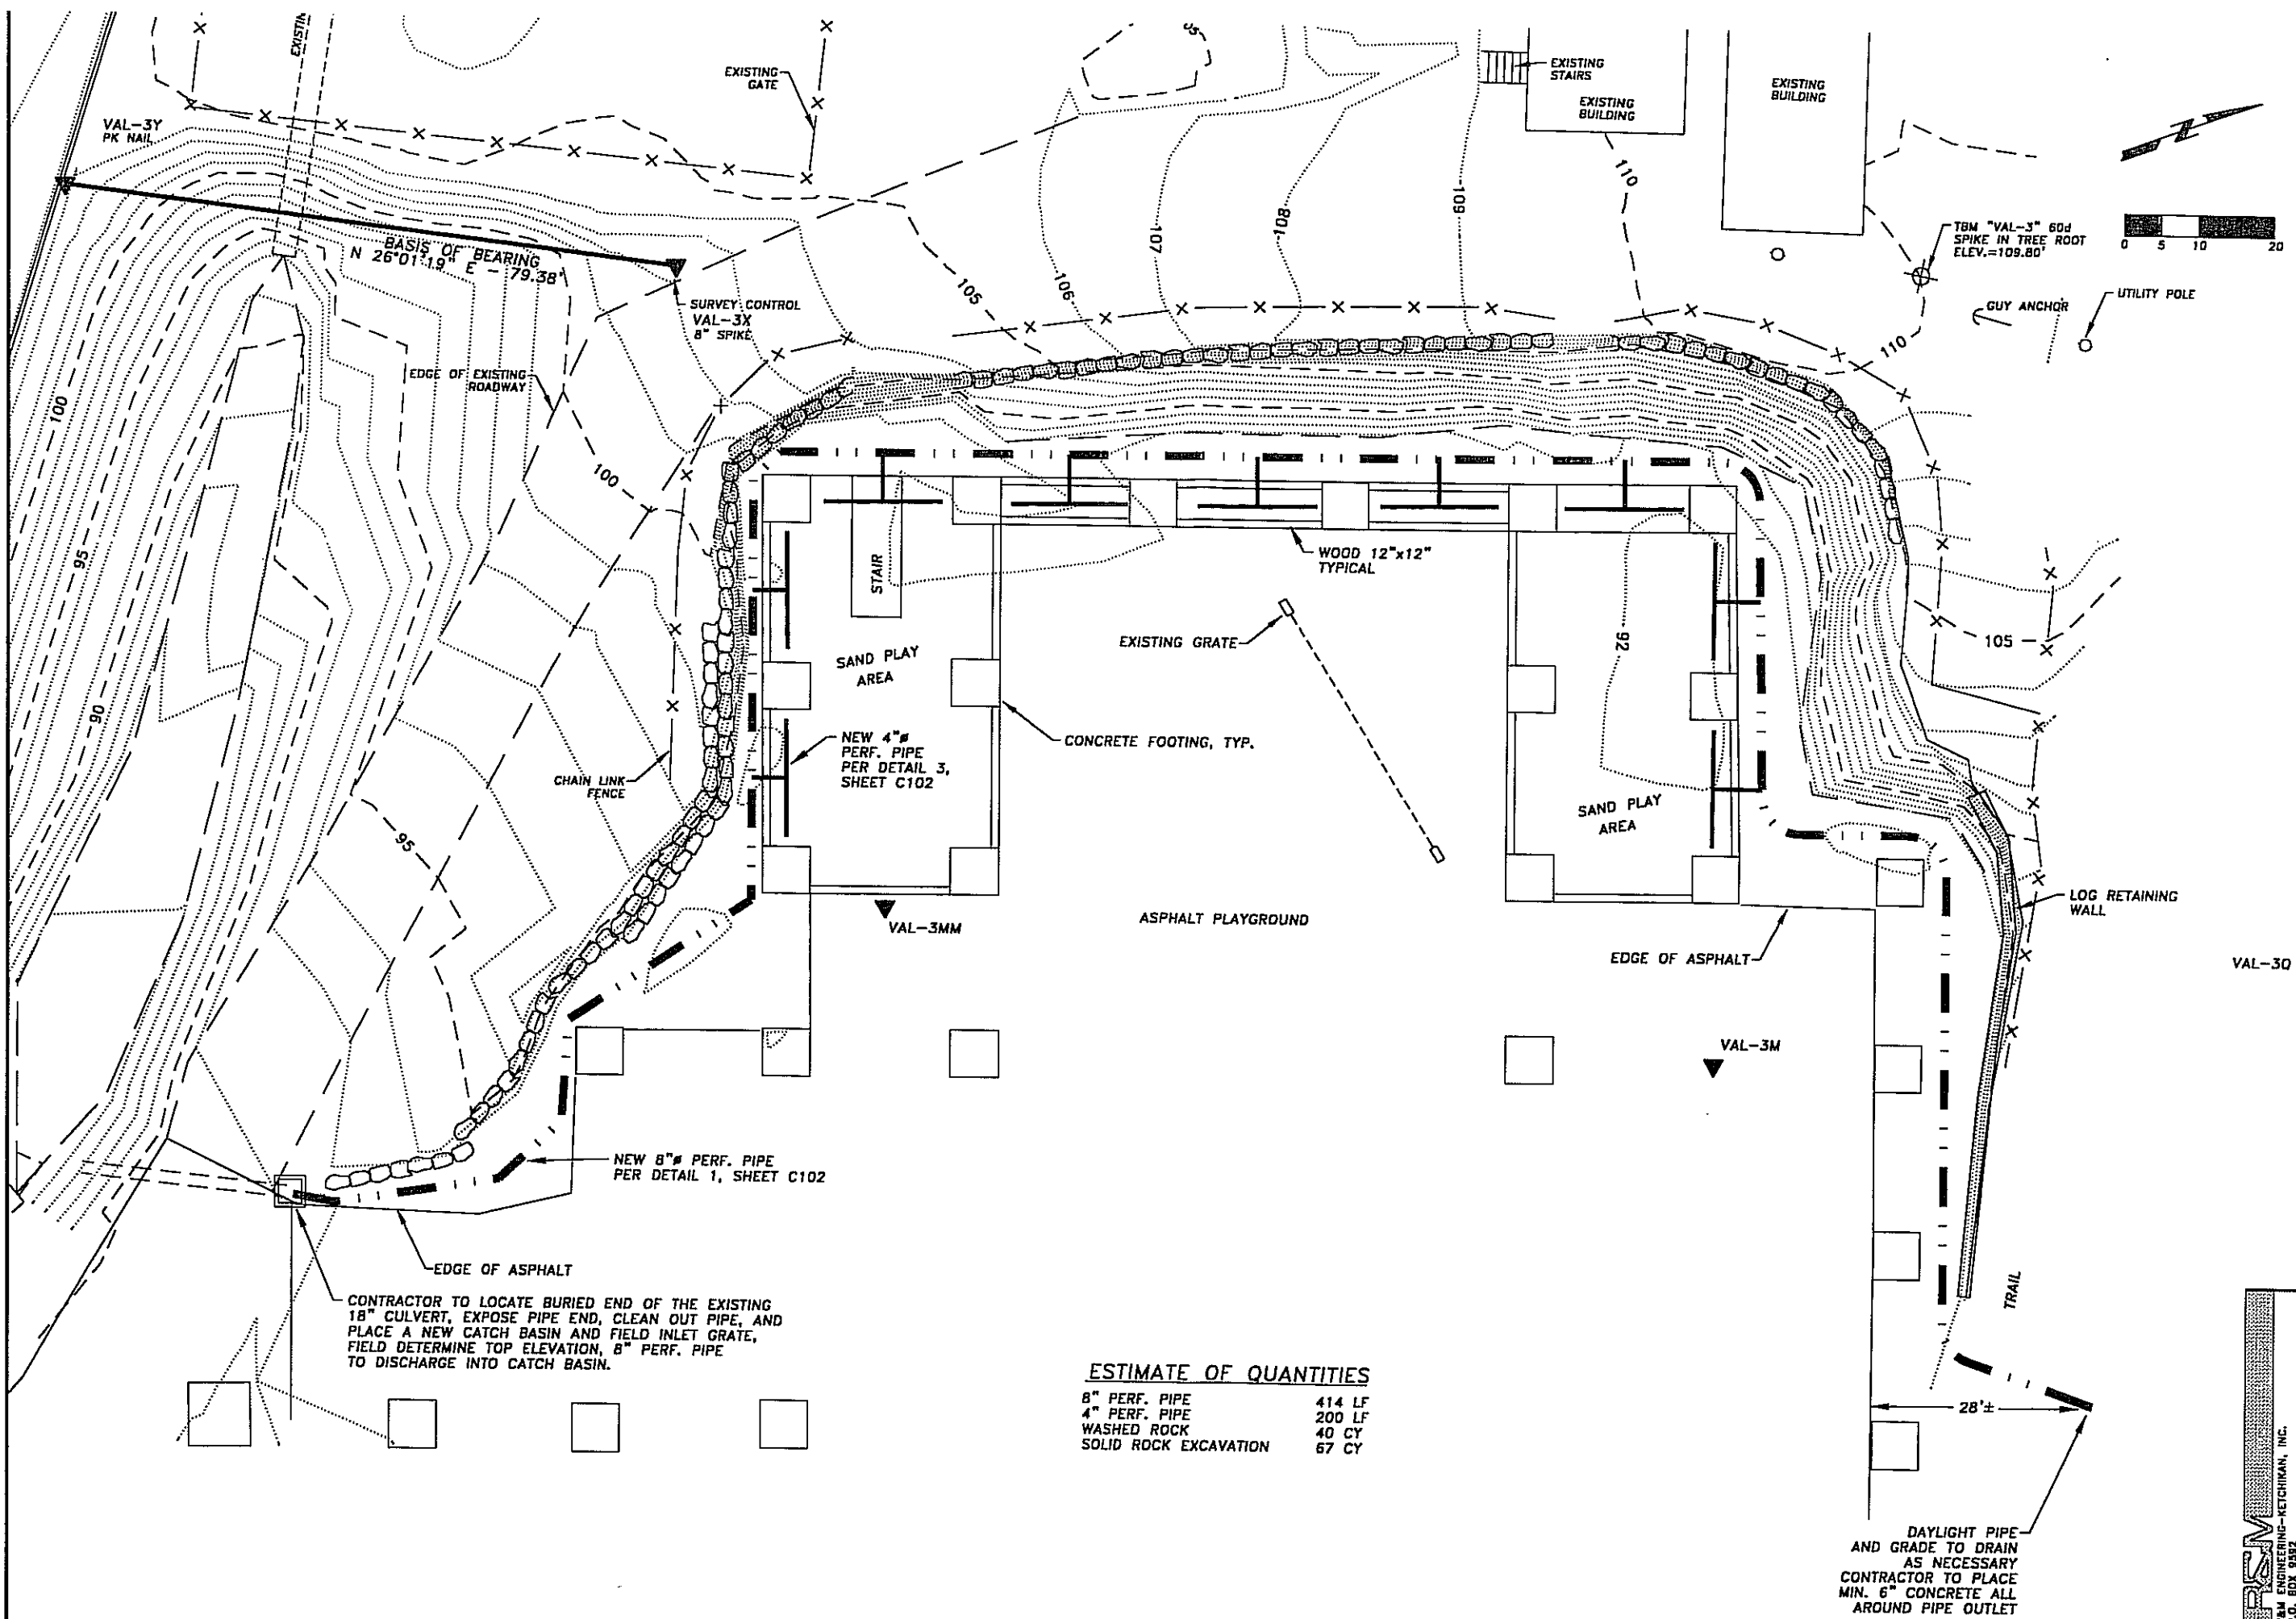 EXISTING
GATE
EXISTING
STAIRS
EXISTING
BUILDING
EXISTING
BUILDING
VAL-3Y
PK NAIL
BASIS OF BEARING
N 26°01'19" E - 79.38'
SURVEY CONTROL
VAL-3X
8" SPIKE
107
108
109
110
105
106
TBM "VAL-3" 60d
SPIKE IN TREE ROOT
ELEV.=109.80'
0 5 10 20
GUY ANCHOR
UTILITY POLE
110
EDGE OF EXISTING
ROADWAY
100
100
95
90
WOOD 12"x12"
TYPICAL
STAIR
EXISTING GRATE
92
105
SAND PLAY
AREA
NEW 4"ø
PERF. PIPE
PER DETAIL 3,
SHEET C102
CONCRETE FOOTING, TYP.
CHAIN LINK
FENCE
SAND PLAY
AREA
95
VAL-3MM
ASPHALT PLAYGROUND
LOG RETAINING
WALL
EDGE OF ASPHALT
VAL-3Q
VAL-3M
NEW 8"ø PERF. PIPE
PER DETAIL 1, SHEET C102
EDGE OF ASPHALT
CONTRACTOR TO LOCATE BURIED END OF THE EXISTING
18" CULVERT, EXPOSE PIPE END, CLEAN OUT PIPE, AND
PLACE A NEW CATCH BASIN AND FIELD INLET GRATE,
FIELD DETERMINE TOP ELEVATION, 8" PERF. PIPE
TO DISCHARGE INTO CATCH BASIN.
TRAIL
ESTIMATE OF QUANTITIES
8" PERF. PIPE 414 LF
4" PERF. PIPE 200 LF
WASHED ROCK 40 CY
SOLID ROCK EXCAVATION 67 CY
28'±
DAYLIGHT PIPE
AND GRADE TO DRAIN
AS NECESSARY
CONTRACTOR TO PLACE
MIN. 6" CONCRETE ALL
AROUND PIPE OUTLET
ENGINEERING-KETCHIKAN, INC.